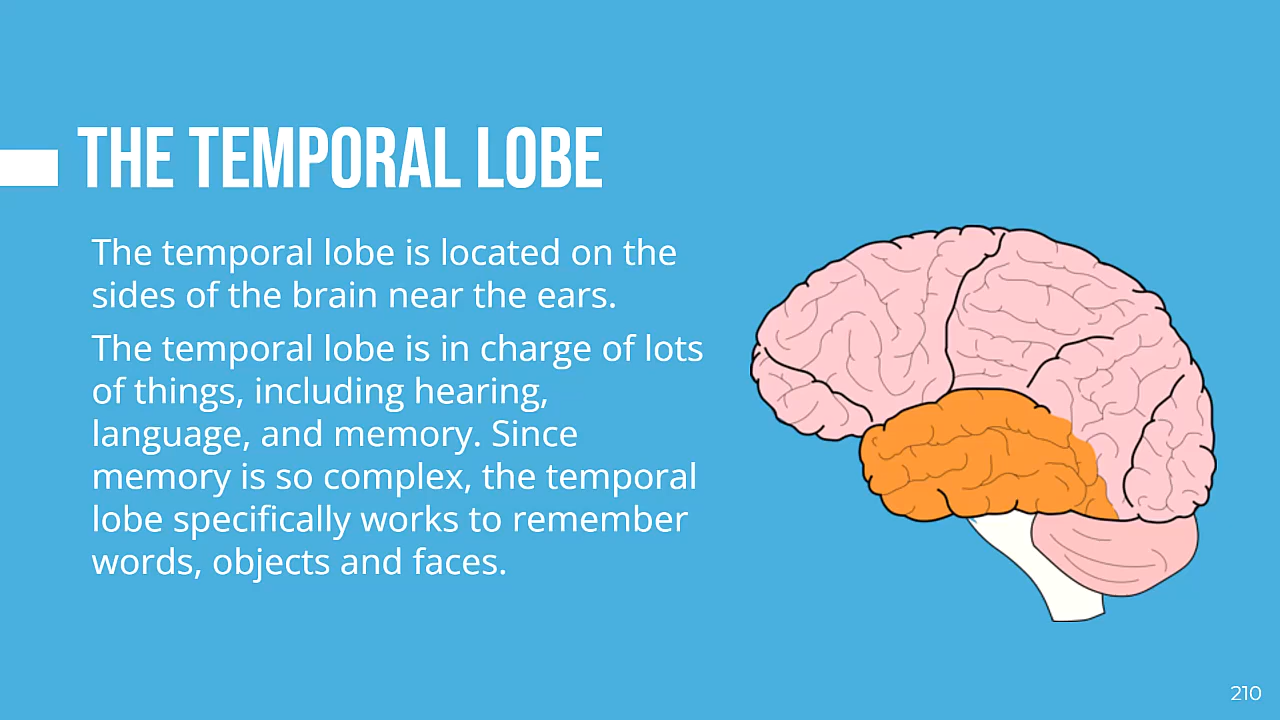 THE TEMPORAL LOBE
The temporal lobe is located on the
sides of the brain near the ears.
The temporal lobe is in charge of lots
of things, including hearing,
language, and memory. Since
memory is so complex, the temporal
lobe specifically works to remember
words, objects and faces.
210